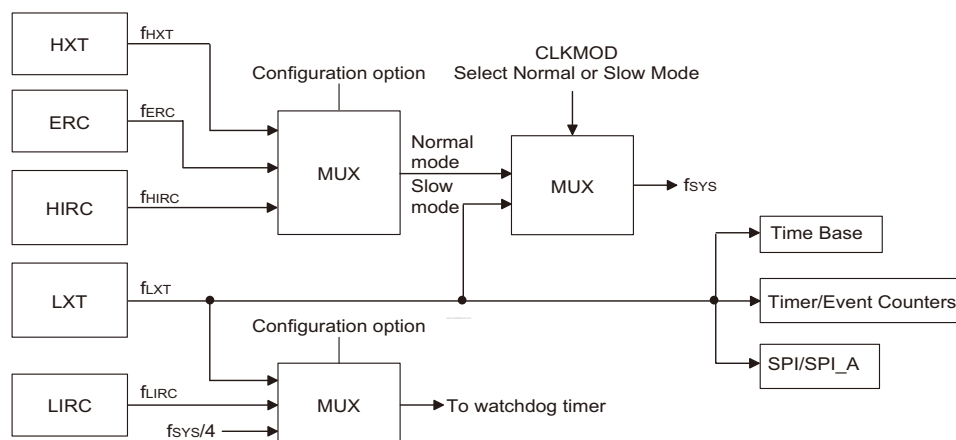 HXT
fHXT
CLKMOD
Select Normal or Slow Mode
Configuration option
ERC
fERC
MUX
Normal
mode
Slow
mode
MUX
fSYS
HIRC
fHIRC
Time Base
LXT
fLXT
Timer/Event Counters
Configuration option
SPI/SPI_A
LIRC
fLIRC
MUX
To watchdog timer
fSYS/4